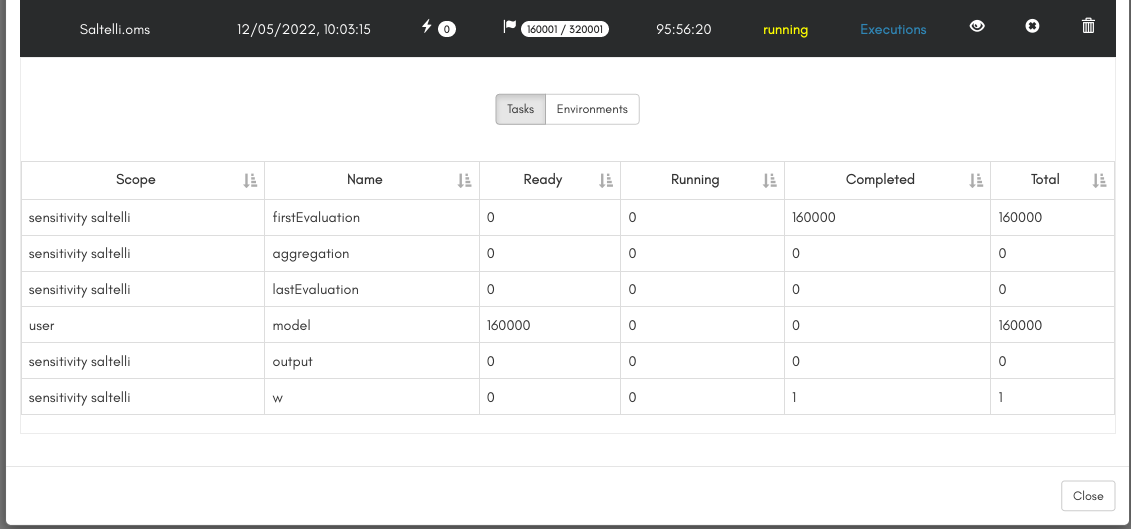 Saltelli.oms 12/05/2022, 10:03:15 0 160001 / 320001 95:56:20 running Executions
Tasks Environments
Scope Name Ready Running Completed Total
sensitivity saltelli firstEvaluation 0 0 160000 160000
sensitivity saltelli aggregation 0 0 0 0
sensitivity saltelli lastEvaluation 0 0 0 0
user model 160000 0 0 160000
sensitivity saltelli output 0 0 0 0
sensitivity saltelli w 0 0 1 1
Close